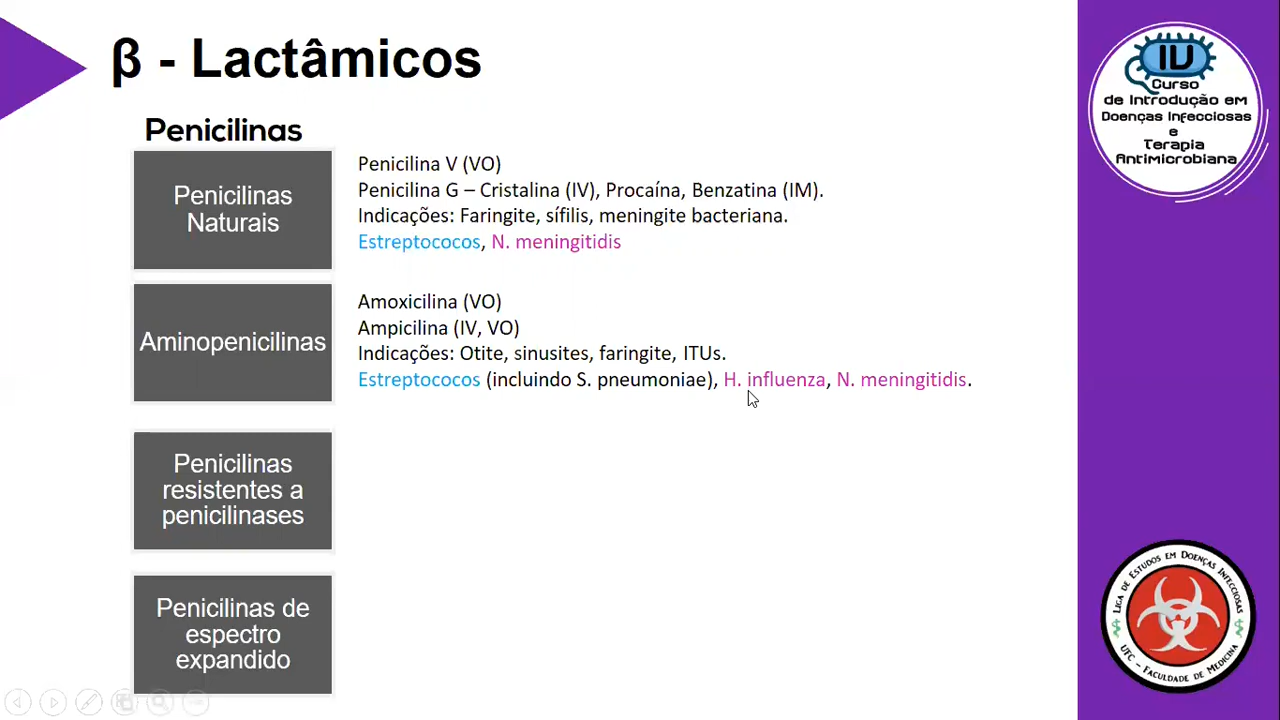 β - Lactâmicos
Penicilinas
Penicilinas
Naturais
Penicilina V (VO)
Penicilina G – Cristalina (IV), Procaína, Benzatina (IM).
Indicações: Faringite, sífilis, meningite bacteriana.
Estreptococos, N. meningitidis
Aminopenicilinas
Amoxicilina (VO)
Ampicilina (IV, VO)
Indicações: Otite, sinusites, faringite, ITUs.
Estreptococos (incluindo S. pneumoniae), H. influenza, N. meningitidis.
Penicilinas
resistentes a
penicilinases
Penicilinas de
espectro
expandido
IV
Curso
de Introdução em
Doenças Infecciosas
e
Terapia
Antimicrobiana
Liga de Estudos em Doenças Infecciosas
UTC - Faculdade de Medicina